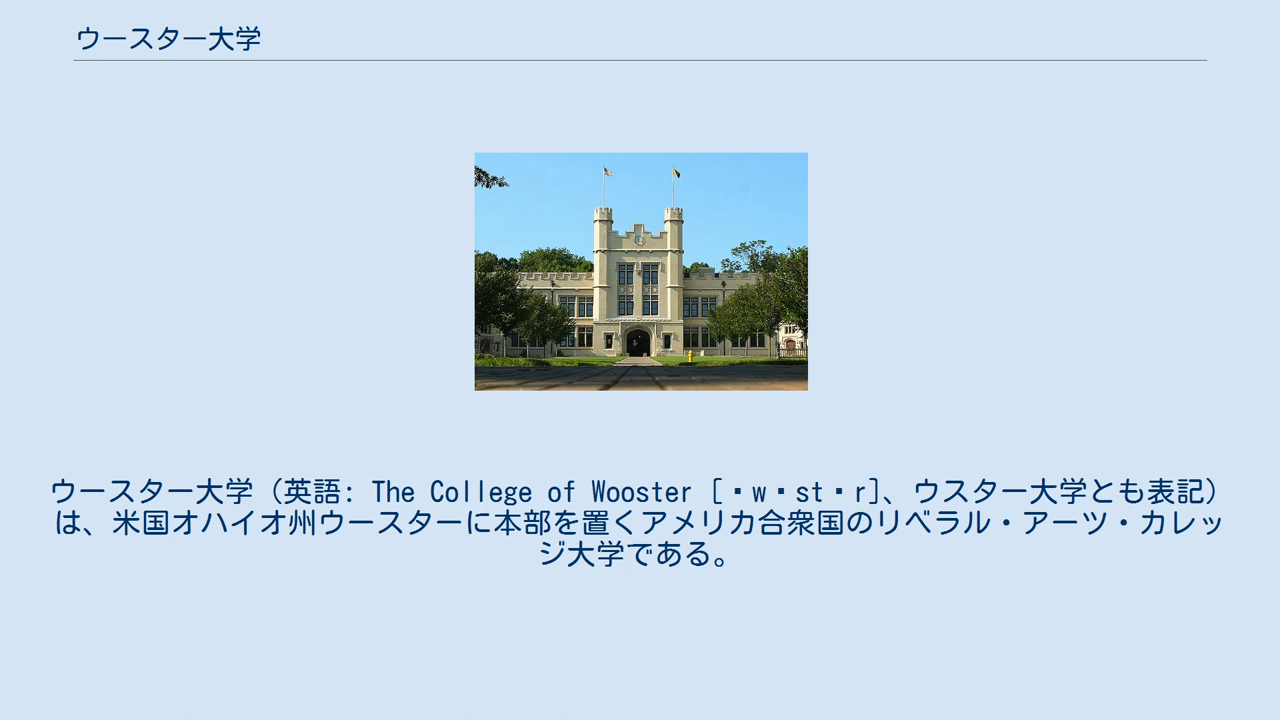 ウースター大学
ウースター大学（英語: The College of Wooster [・w・st・r]、ウスター大学とも表記）
は、米国オハイオ州ウースターに本部を置くアメリカ合衆国のリベラル・アーツ・カレッ
ジ大学である。